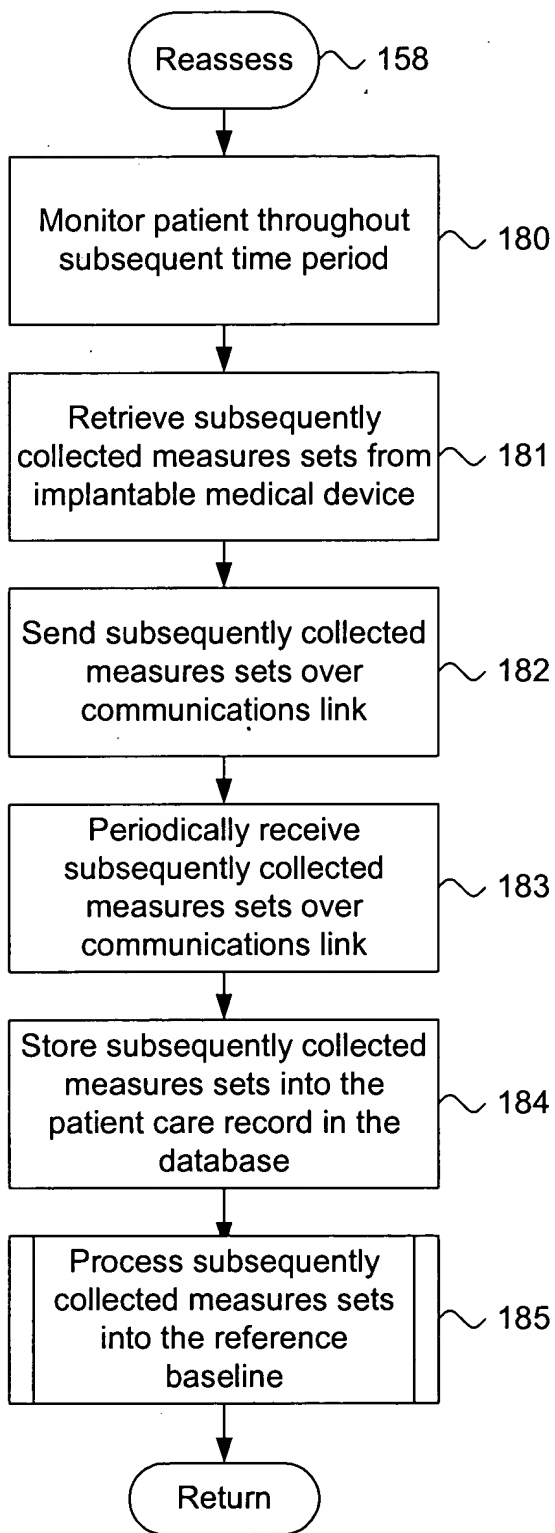 Reassess
158
Monitor patient throughout
subsequent time period
180
Retrieve subsequently
collected measures sets from
implantable medical device
181
Send subsequently collected
measures sets over
communications link
182
Periodically receive
subsequently collected
measures sets over
communications link
183
Store subsequently collected
measures sets into the
patient care record in the
database
184
Process subsequently
collected measures sets
into the reference
baseline
185
Return